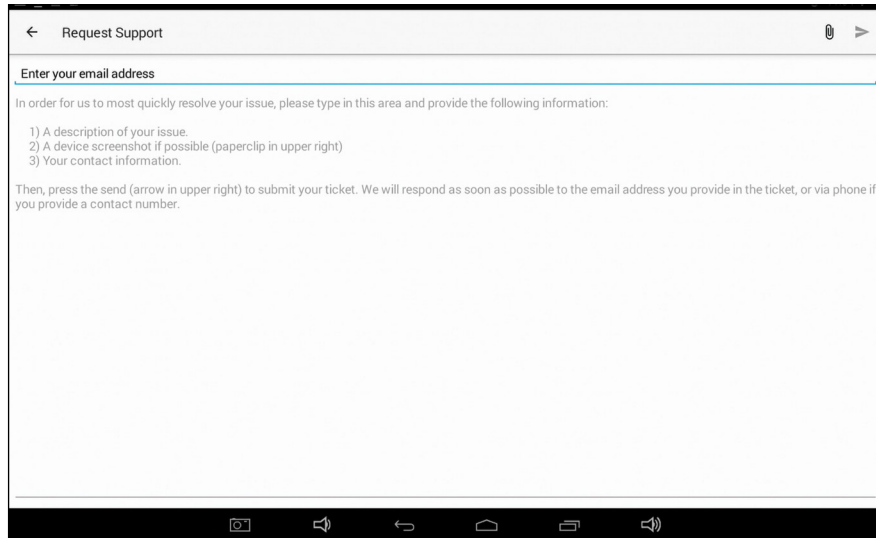 Request Support
Enter your email address
In order for us to most quickly resolve your issue, please type in this area and provide the following information:
1) A description of your issue.
2) A device screenshot if possible (paperclip in upper right)
3) Your contact information.
Then, press the send (arrow in upper right) to submit your ticket. We will respond as soon as possible to the email address you provide in the ticket, or via phone if
you provide a contact number.